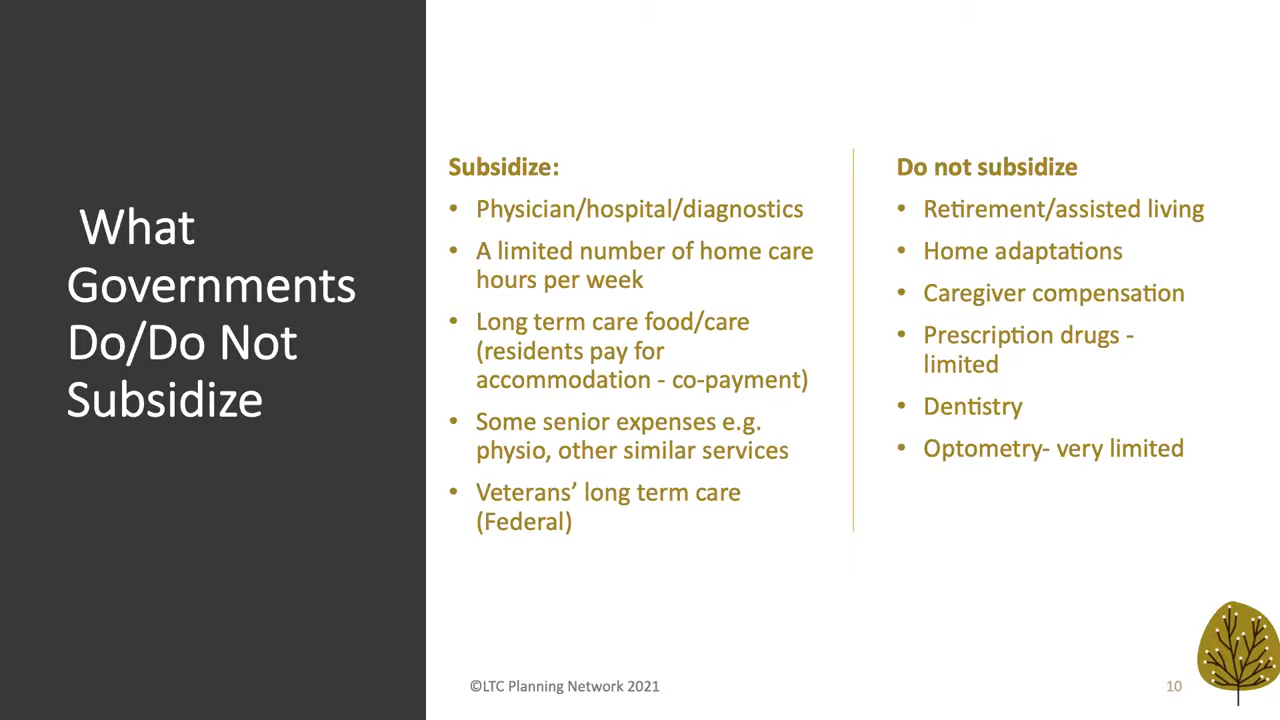 What
Governments
Do/Do Not
Subsidize
Subsidize:
• Physician/hospital/diagnostics
• A limited number of home care
hours per week
• Long term care food/care
(residents pay for
accommodation - co-payment)
• Some senior expenses e.g.
physio, other similar services
• Veterans’ long term care
(Federal)
Do not subsidize
• Retirement/assisted living
• Home adaptations
• Caregiver compensation
• Prescription drugs -
limited
• Dentistry
• Optometry- very limited
©LTC Planning Network 2021
10